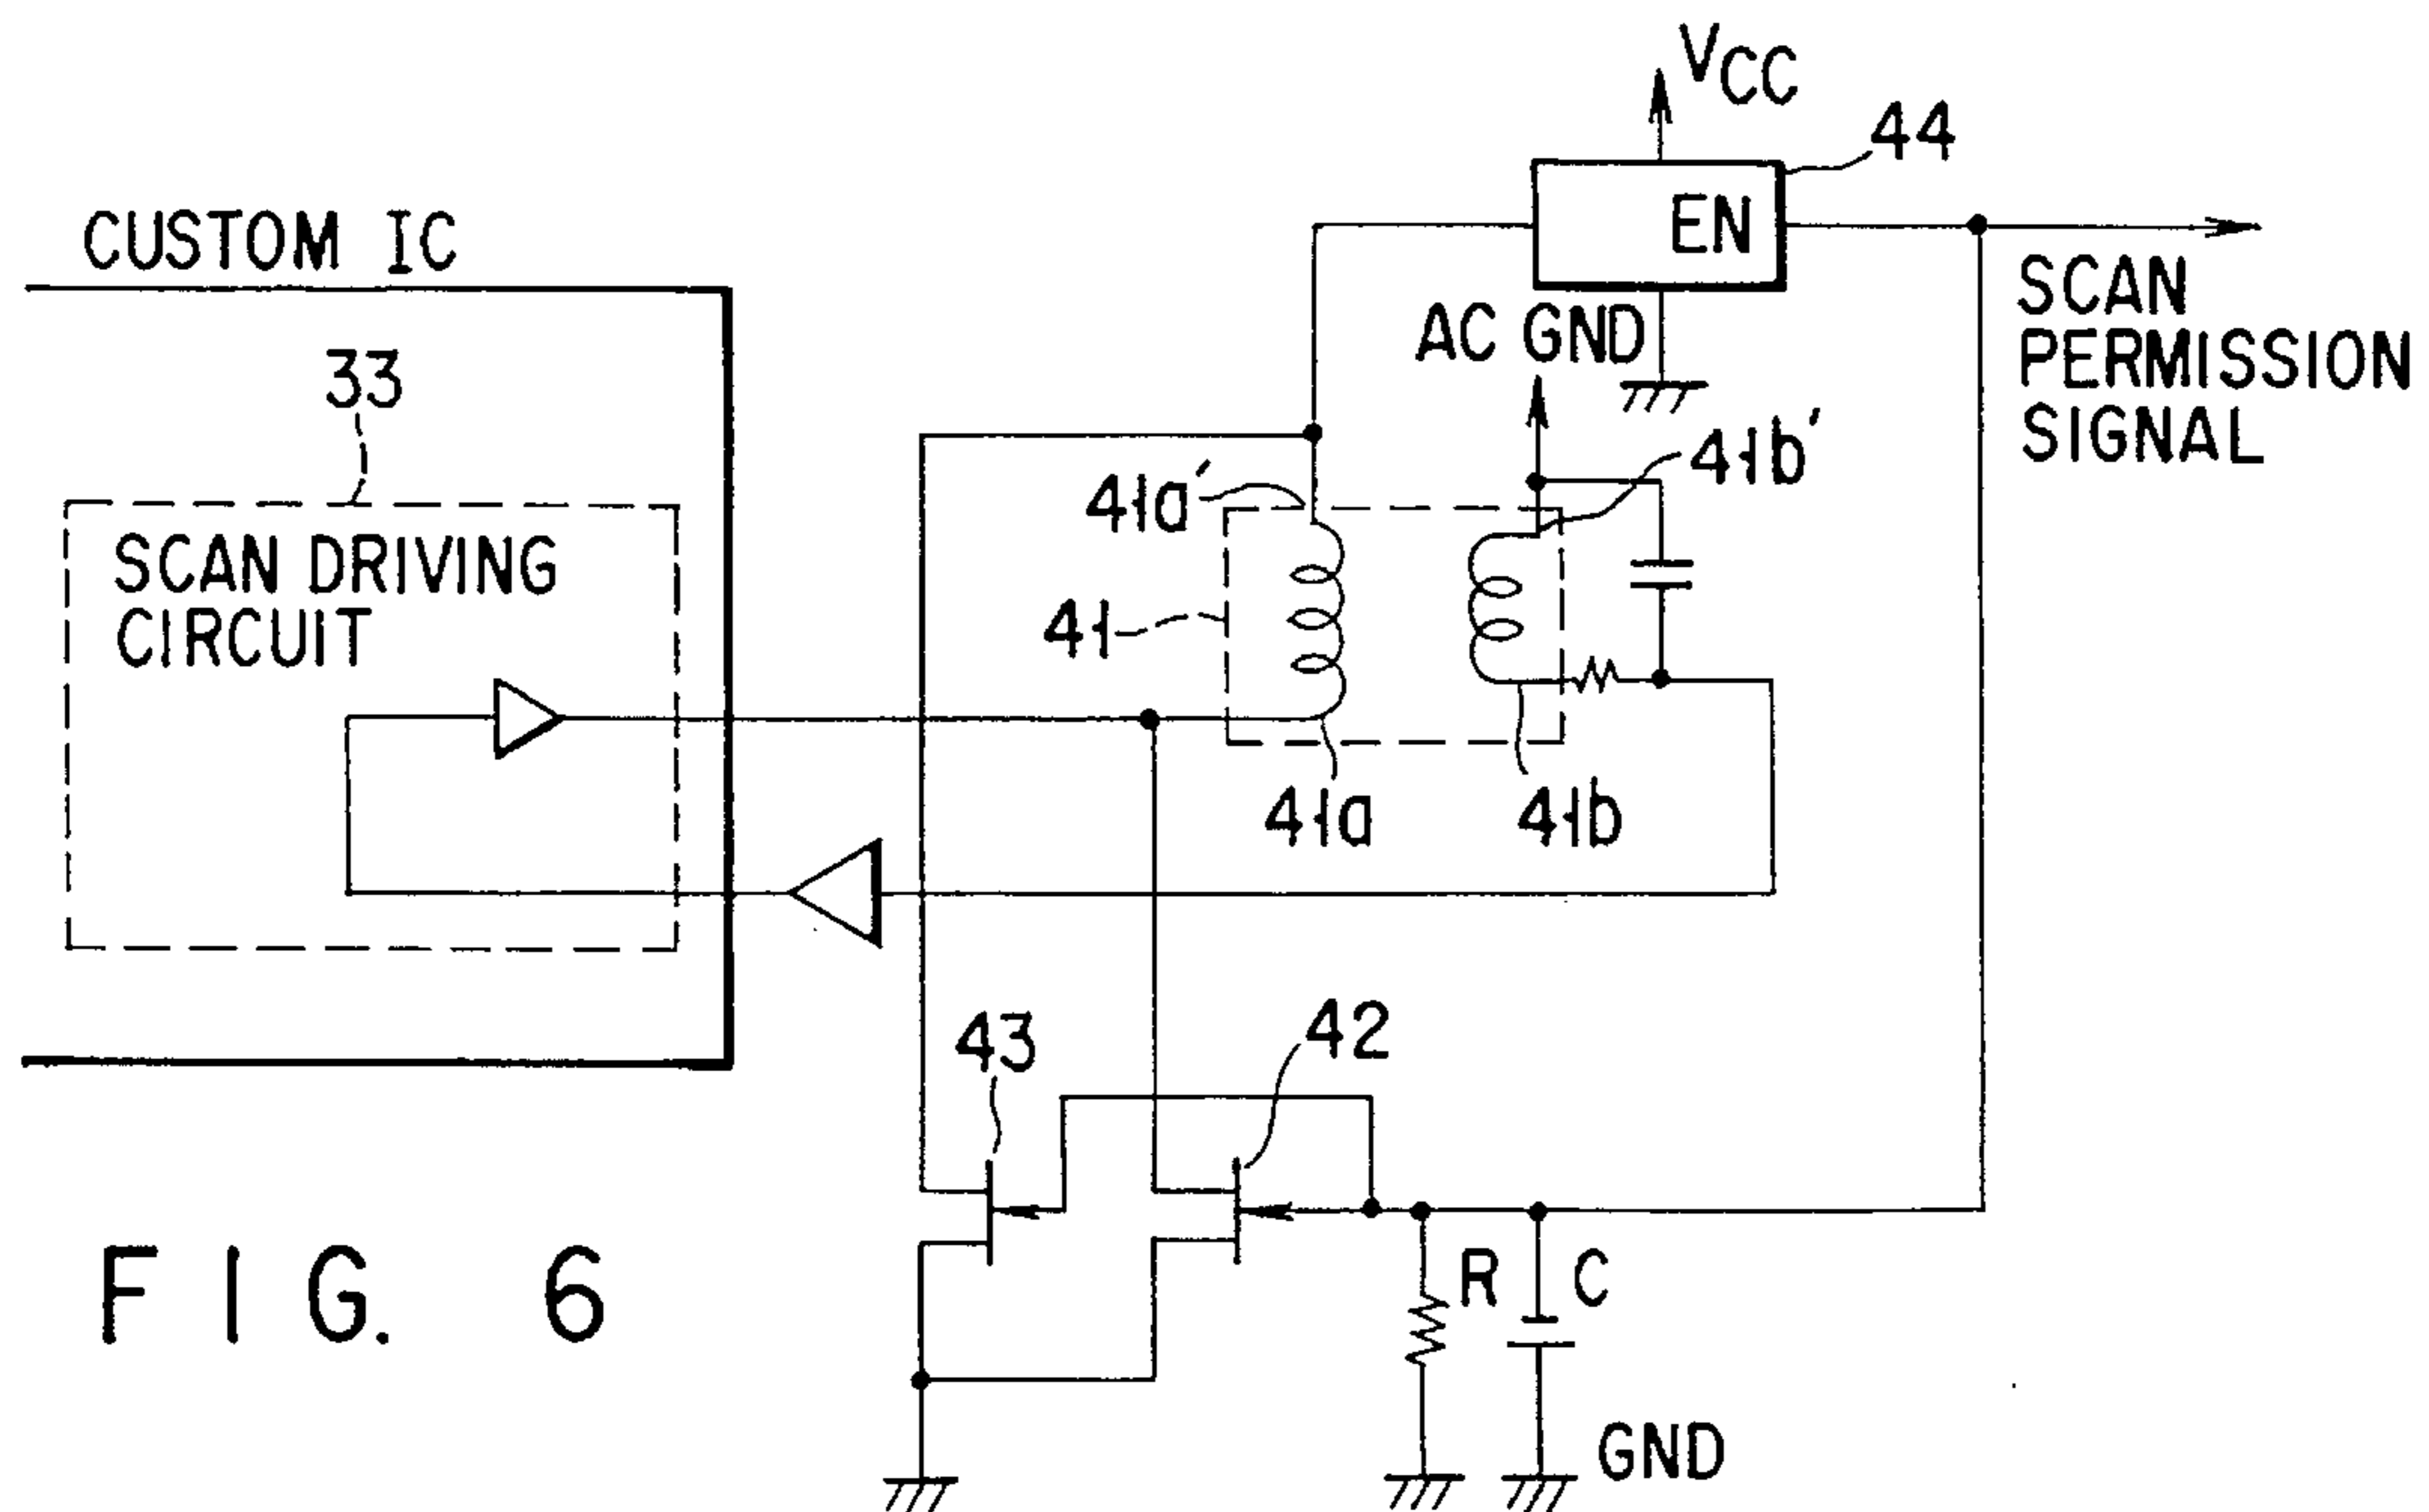 VCC
44
CUSTOM IC
EN
SCAN
PERMISSION
SIGNAL
AC GND
33
41b'
41a'
SCAN DRIVING
CIRCUIT
41
41a
41b
43
42
R
C
FIG. 6
GND